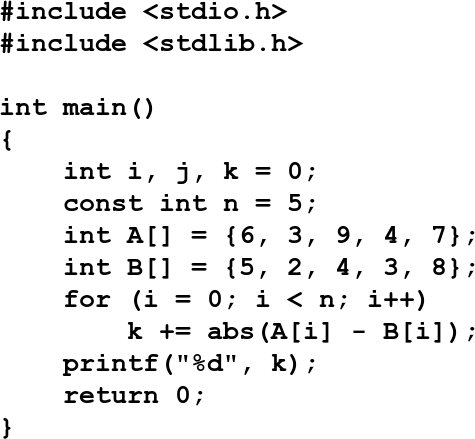 #include <stdio.h>
#include <stdlib.h>

int main()
{
    int i, j, k = 0;
    const int n = 5;
    int A[] = {6, 3, 9, 4, 7};
    int B[] = {5, 2, 4, 3, 8};
    for (i = 0; i < n; i++)
        k += abs(A[i] - B[i]);
    printf("%d", k);
    return 0;
}